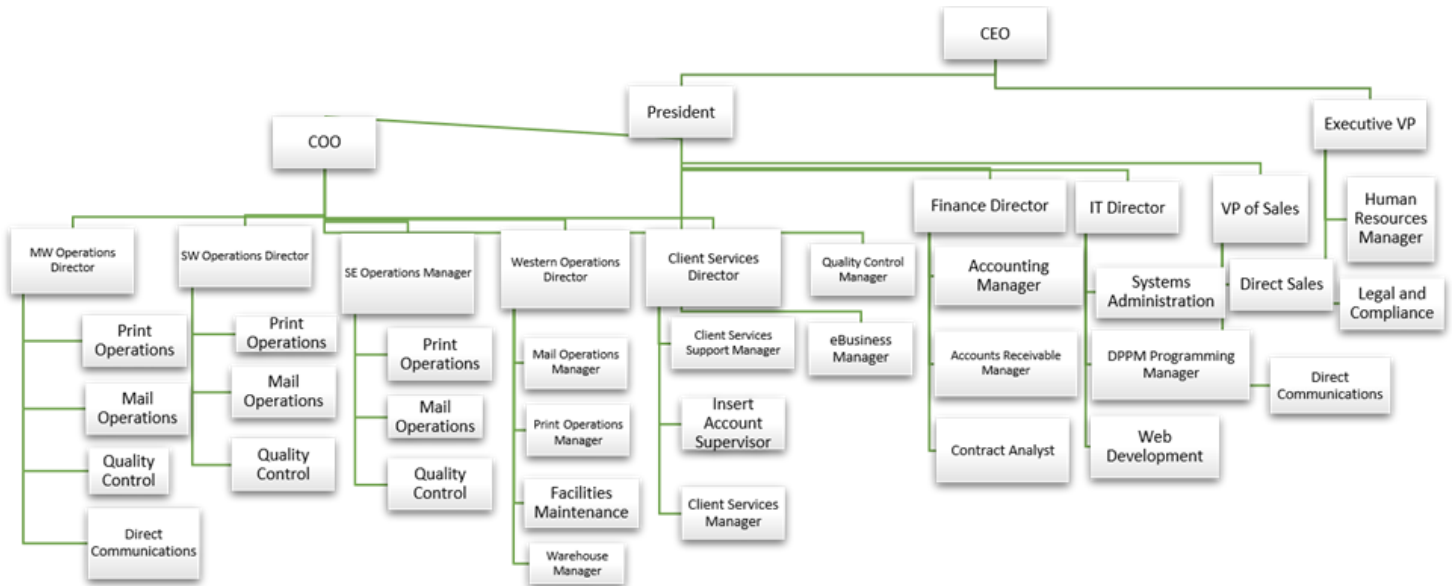 CEO
President
Executive VP
COO
Finance Director
IT Director
VP of Sales
Human
Resources
Manager
MW Operations
Director
SW Operations Director
SE Operations Manager
Western Operations
Director
Client Services
Director
Quality Control
Manager
Accounting
Manager
Systems
Administration
Direct Sales
Legal and
Compliance
Print
Operations
Print
Operations
Print
Operations
Mail Operations
Manager
Client Services
Support Manager
eBusiness
Manager
Accounts Receivable
Manager
DPPM Programming
Manager
Direct
Communications
Mail
Operations
Mail
Operations
Mail
Operations
Print Operations
Manager
Insert
Account
Supervisor
Contract Analyst
Web
Development
Quality
Control
Quality
Control
Quality
Control
Facilities
Maintenance
Client Services
Manager
Direct
Communications
Warehouse
Manager